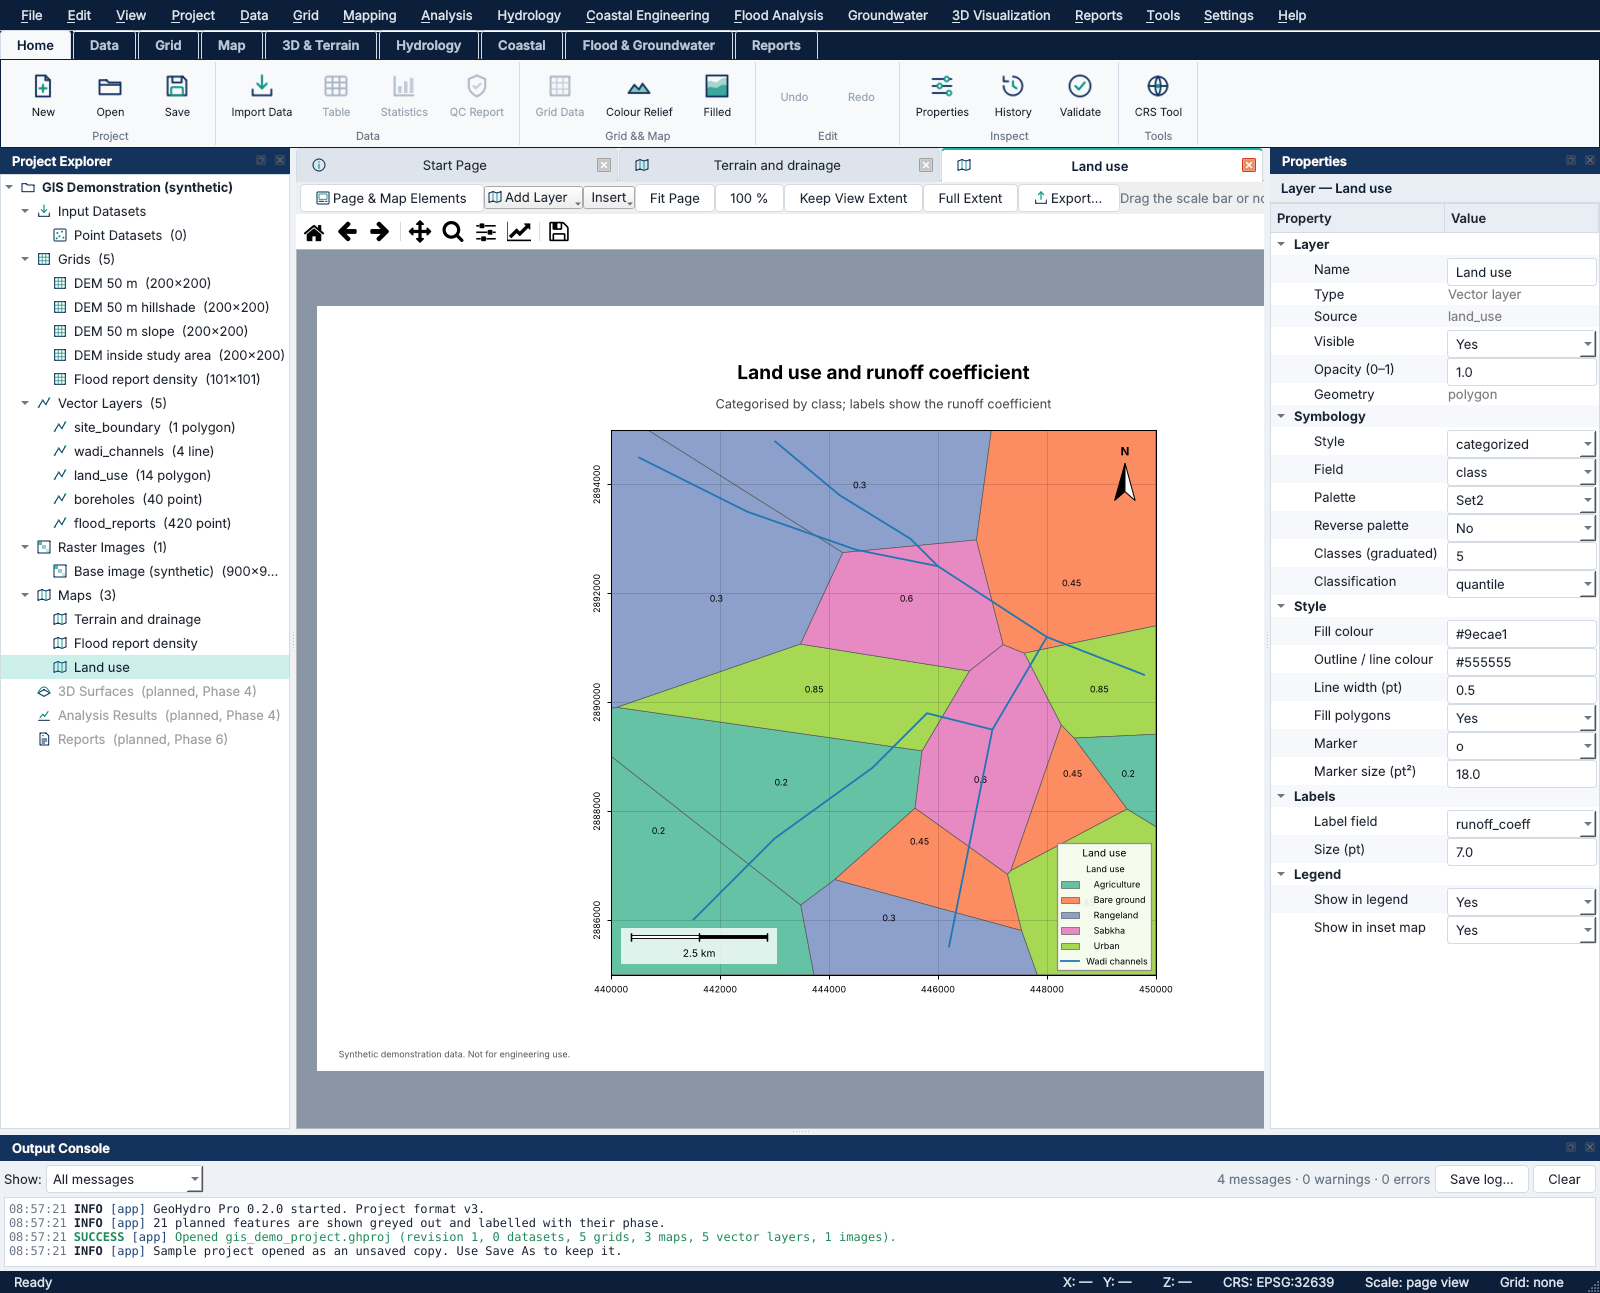 File Edit View Project Data Grid Mapping Analysis Hydrology Coastal Engineering Flood Analysis Groundwater 3D Visualization Reports Tools Settings Help
Home Data Grid Map 3D & Terrain Hydrology Coastal Flood & Groundwater Reports
New Open Save Import Data Table Statistics QC Report Grid Data Colour Relief Filled Undo Redo Properties History Validate CRS Tool
Project Data Grid && Map Edit Inspect Tools
Project Explorer
GIS Demonstration (synthetic)
Input Datasets
Point Datasets (0)
Grids (5)
DEM 50 m (200×200)
DEM 50 m hillshade (200×200)
DEM 50 m slope (200×200)
DEM inside study area (200×200)
Flood report density (101×101)
Vector Layers (5)
site_boundary (1 polygon)
wadi_channels (4 line)
land_use (14 polygon)
boreholes (40 point)
flood_reports (420 point)
Raster Images (1)
Base image (synthetic) (900×9...
Maps (3)
Terrain and drainage
Flood report density
Land use
3D Surfaces (planned, Phase 4)
Analysis Results (planned, Phase 4)
Reports (planned, Phase 6)
Start Page Terrain and drainage Land use
Page & Map Elements Add Layer Insert Fit Page 100 % Keep View Extent Full Extent Export... Drag the scale bar or no
Land use and runoff coefficient
Categorised by class; labels show the runoff coefficient
2894000
2892000
2890000
2888000
2886000
N
0.3
0.45
0.3
0.6
0.85
0.85
0.2
0.6
0.45
0.2
0.2
0.45
0.3
Land use
Land use
Agriculture
Bare ground
Rangeland
Sabkha
Urban
Wadi channels
2.5 km
440000 442000 444000 446000 448000 450000
Synthetic demonstration data. Not for engineering use.
Properties
Layer — Land use
Property Value
Layer
Name Land use
Type Vector layer
Source land_use
Visible Yes
Opacity (0–1) 1.0
Geometry polygon
Symbology
Style categorized
Field class
Palette Set2
Reverse palette No
Classes (graduated) 5
Classification quantile
Style
Fill colour #9ecae1
Outline / line colour #555555
Line width (pt) 0.5
Fill polygons Yes
Marker o
Marker size (pt²) 18.0
Labels
Label field runoff_coeff
Size (pt) 7.0
Legend
Show in legend Yes
Show in inset map Yes
Output Console
Show: All messages 4 messages · 0 warnings · 0 errors Save log... Clear
08:57:21 INFO [app] GeoHydro Pro 0.2.0 started. Project format v3.
08:57:21 INFO [app] 21 planned features are shown greyed out and labelled with their phase.
08:57:21 SUCCESS [app] Opened gis_demo_project.ghproj (revision 1, 0 datasets, 5 grids, 3 maps, 5 vector layers, 1 images).
08:57:21 INFO [app] Sample project opened as an unsaved copy. Use Save As to keep it.
Ready X: — Y: — Z: — CRS: EPSG:32639 Scale: page view Grid: none